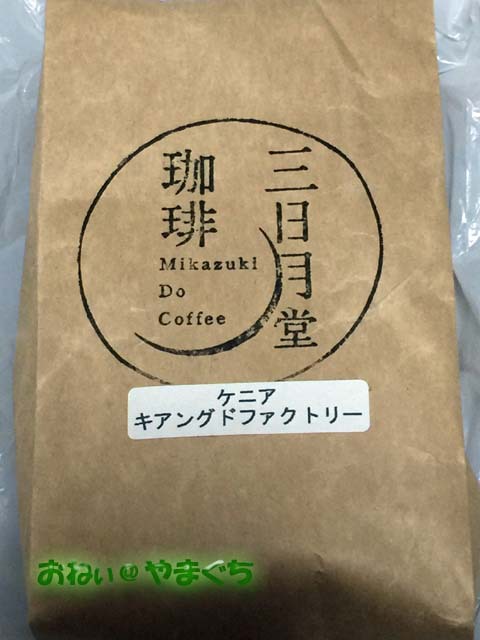 三日月堂
珈琲
Mikazuki
Do
Coffee
ケニア
キアングドファクトリー
おねぃ@やまぐち